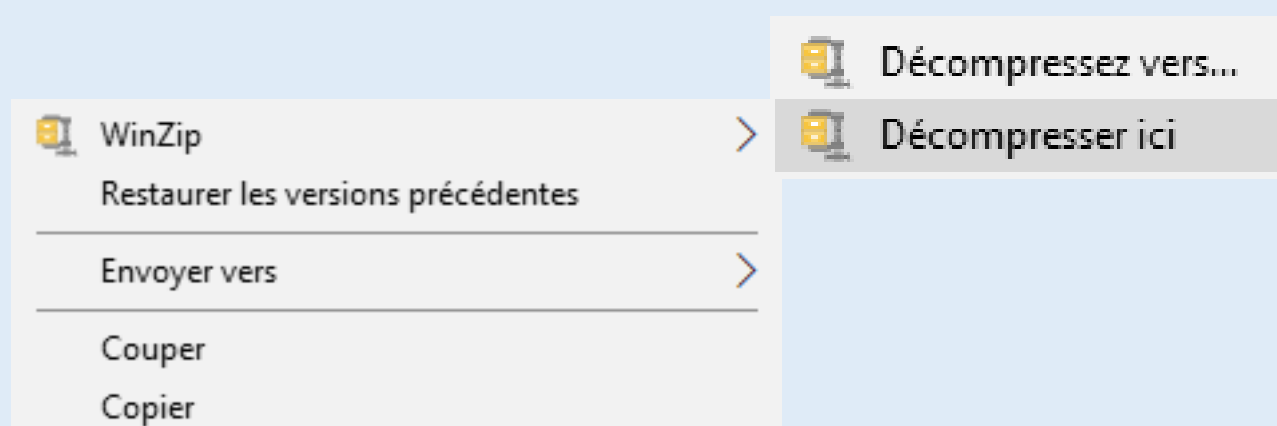 Décompressez vers...
Décompresser ici
WinZip
Restaurer les versions précédentes
Envoyer vers
Couper
Copier